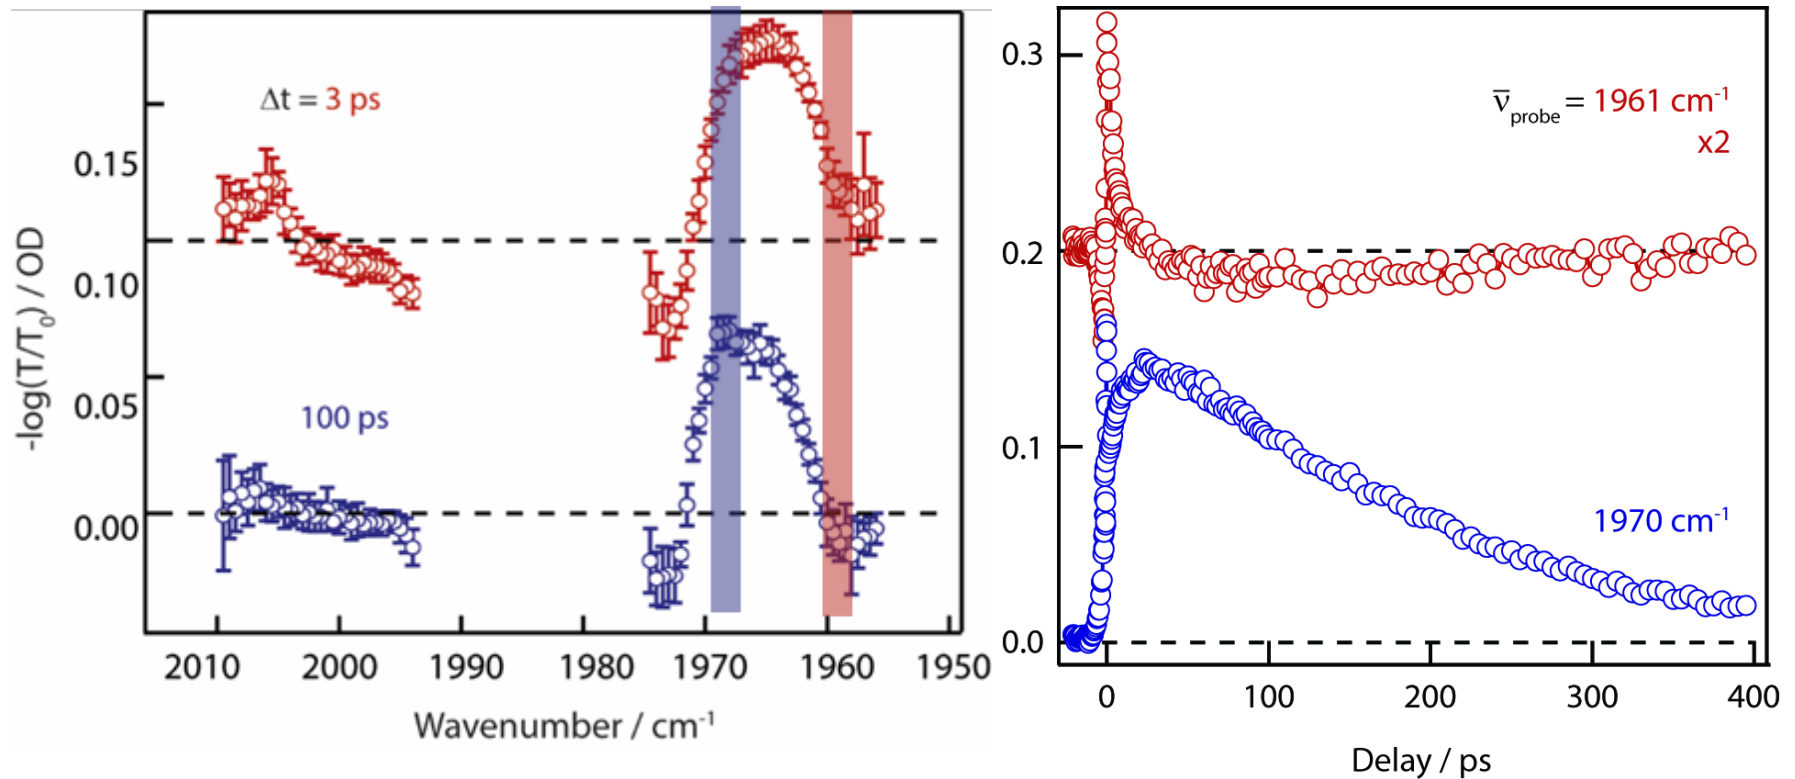 Δt = 3 ps
100 ps
0.15
0.10
0.05
0.00
-log(T/T₀) / OD
2010 2000 1990 1980 1970 1960 1950
Wavenumber / cm⁻¹
0.3
0.2
0.1
0.0
ν̅probe = 1961 cm⁻¹
x2
1970 cm⁻¹
0 100 200 300 400
Delay / ps